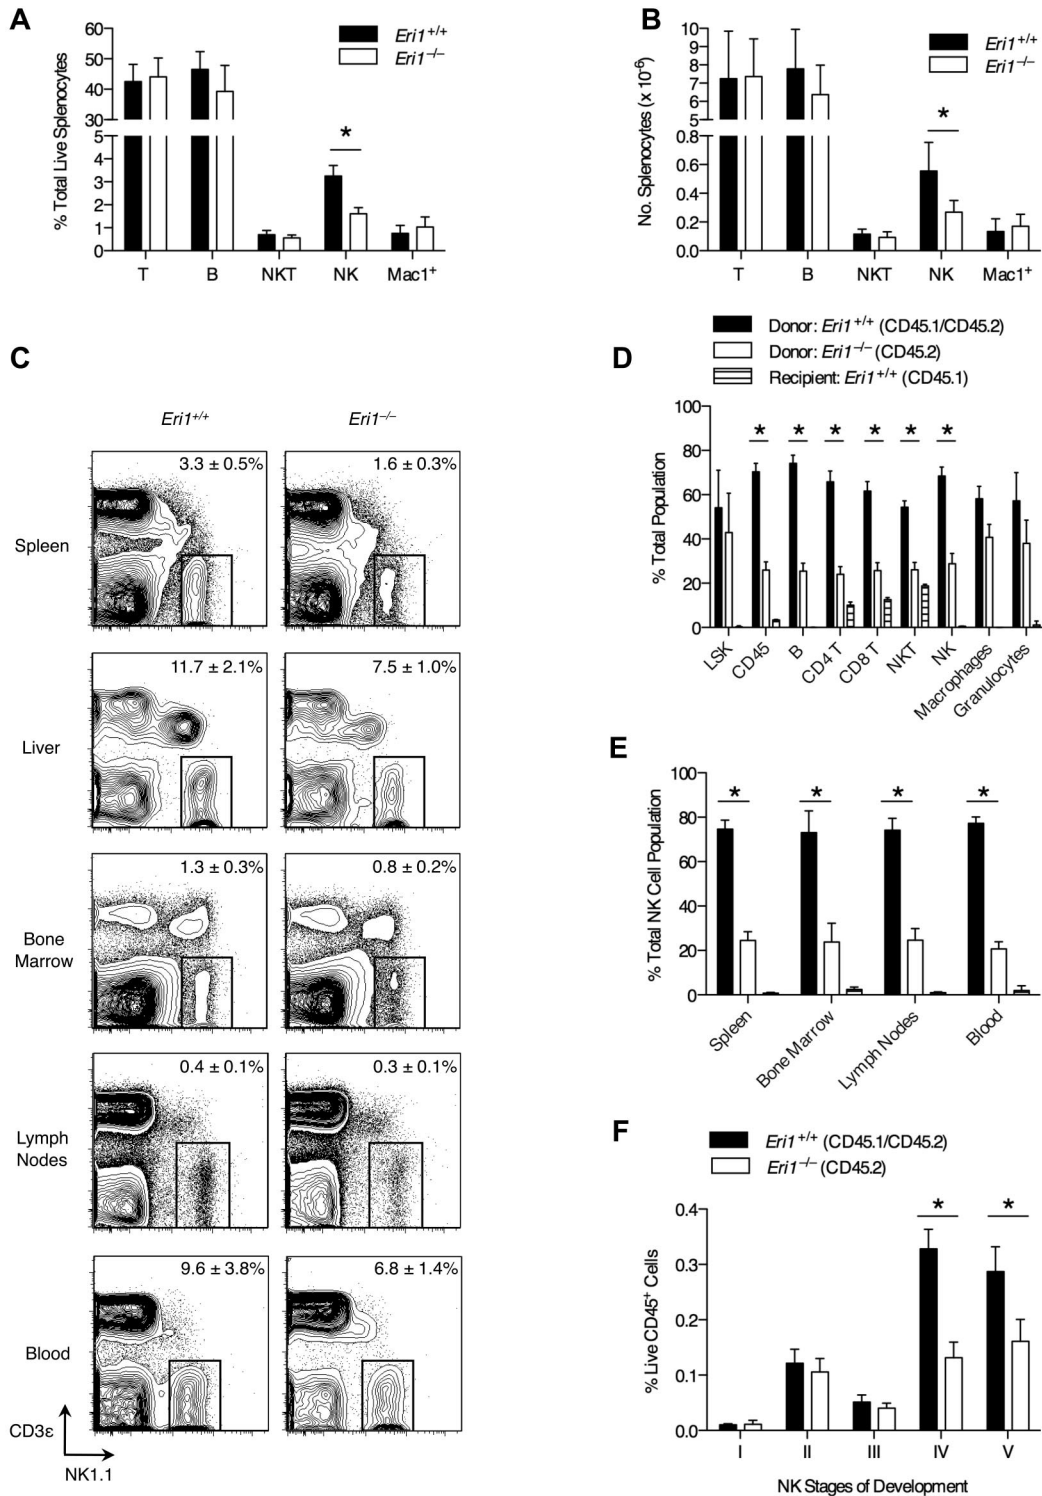 A
% Total Live Splenocytes
60
50
40
30
5
4
3
2
1
0
Eri1+/+
Eri1–/–
*
T B NKT NK Mac1+
B
No. Splenocytes (x 10-6)
10
9
8
7
6
5
0.8
0.6
0.4
0.2
0.0
Eri1+/+
Eri1–/–
*
T B NKT NK Mac1+
C
Eri1+/+ Eri1–/–
Spleen
3.3 ± 0.5% 1.6 ± 0.3%
Liver
11.7 ± 2.1% 7.5 ± 1.0%
Bone
Marrow
1.3 ± 0.3% 0.8 ± 0.2%
Lymph
Nodes
0.4 ± 0.1% 0.3 ± 0.1%
Blood
9.6 ± 3.8% 6.8 ± 1.4%
CD3ε
NK1.1
Donor: Eri1+/+ (CD45.1/CD45.2)
Donor: Eri1–/– (CD45.2)
Recipient: Eri1+/+ (CD45.1)
D
% Total Population
100
80
60
40
20
0
* * * * * *
LSK CD45 B CD4 T CD8 T NKT NK Macrophages Granulocytes
E
% Total NK Cell Population
100
80
60
40
20
0
* * * *
Spleen Bone Marrow Lymph Nodes Blood
F
Eri1+/+ (CD45.1/CD45.2)
Eri1–/– (CD45.2)
% Live CD45+ Cells
0.4
0.3
0.2
0.1
0.0
* *
I II III IV V
NK Stages of Development